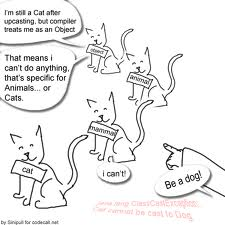 I'm still a Cat after
upcasting, but compiler
treats me as an Object
That means i
can't do anything,
that's specific for
Animals... or
Cats.
object
animal
mammal
cat
i can't!
Be a dog!
java.lang.ClassCastException:
Cat cannot be cast to Dog
by Sinipull for codecall.net